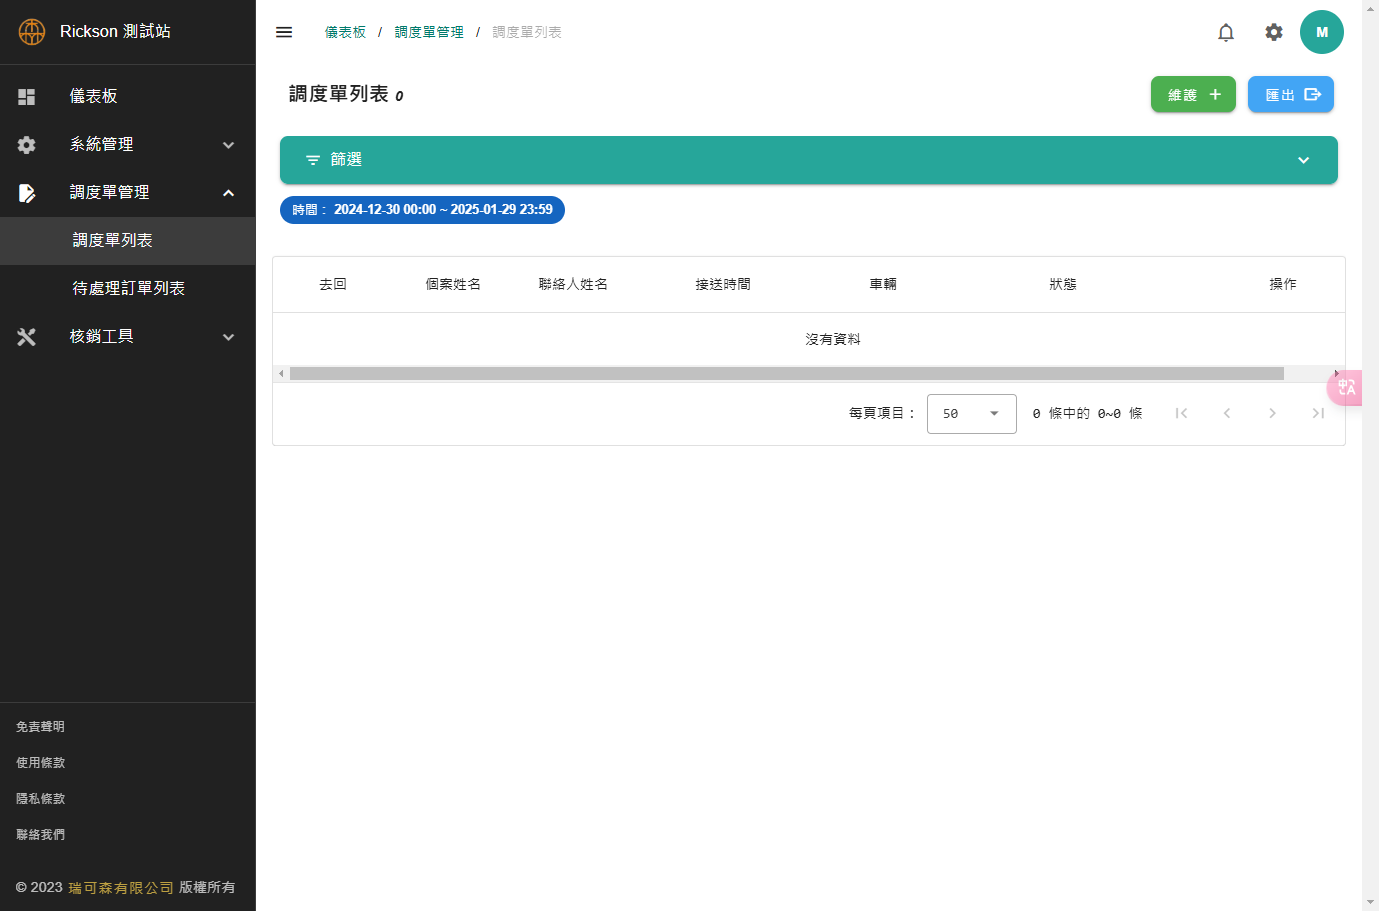 Rickson 測試站
儀表板
系統管理
調度單管理
調度單列表
待處理訂單列表
核銷工具
免責聲明
使用條款
隱私條款
聯絡我們
© 2023 瑞可森有限公司 版權所有
儀表板 / 調度單管理 / 調度單列表
M
調度單列表 0
維護
匯出
篩選
時間： 2024-12-30 00:00 ~ 2025-01-29 23:59
去回 個案姓名 聯絡人姓名 接送時間 車輛 狀態 操作
沒有資料
每頁項目： 50 0 條中的 0~0 條
中A